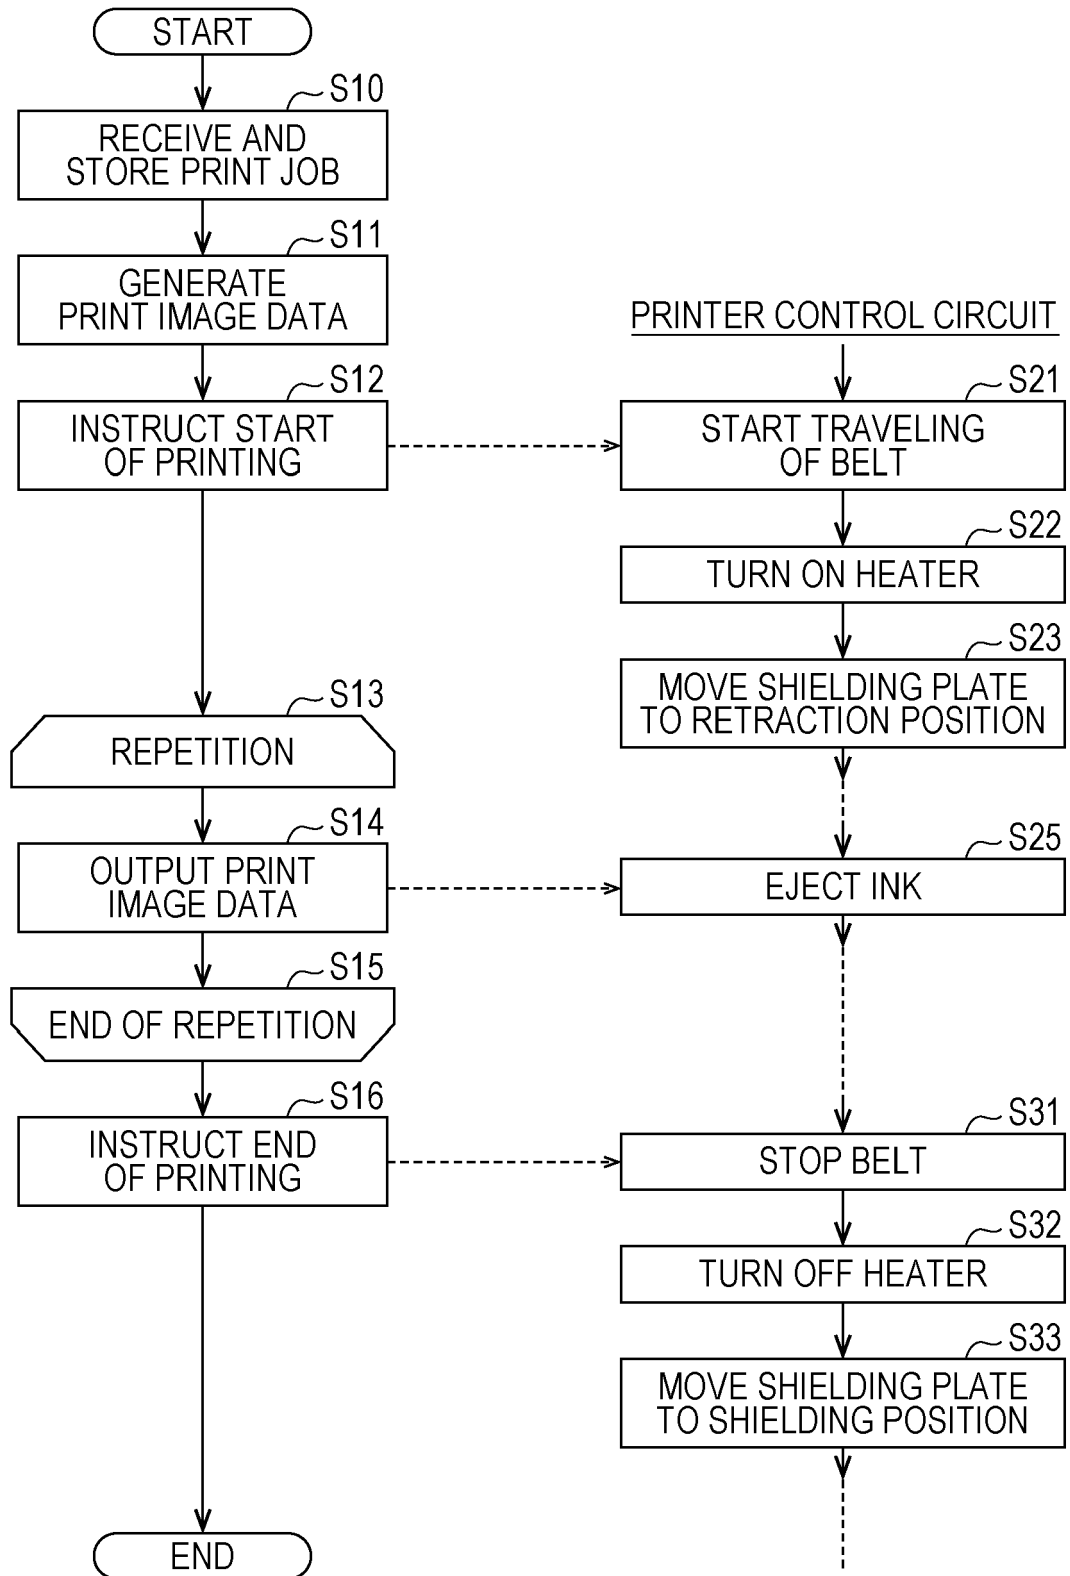 START
S10
RECEIVE AND
STORE PRINT JOB
S11
GENERATE
PRINT IMAGE DATA
S12
INSTRUCT START
OF PRINTING
S13
REPETITION
S14
OUTPUT PRINT
IMAGE DATA
S15
END OF REPETITION
S16
INSTRUCT END
OF PRINTING
END
PRINTER CONTROL CIRCUIT
S21
START TRAVELING
OF BELT
S22
TURN ON HEATER
S23
MOVE SHIELDING PLATE
TO RETRACTION POSITION
S25
EJECT INK
S31
STOP BELT
S32
TURN OFF HEATER
S33
MOVE SHIELDING PLATE
TO SHIELDING POSITION